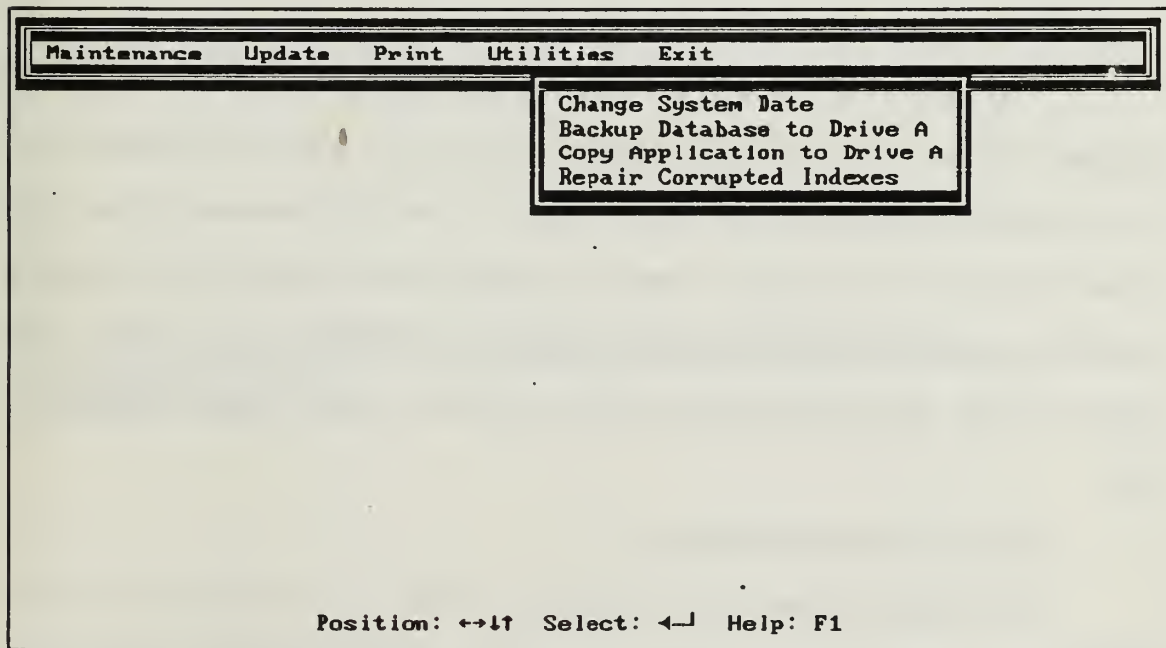 Maintenance Update Print Utilities Exit
Change System Date
Backup Database to Drive A
Copy Application to Drive A
Repair Corrupted Indexes
Position: ←→↓↑ Select: ◄─┘ Help: F1